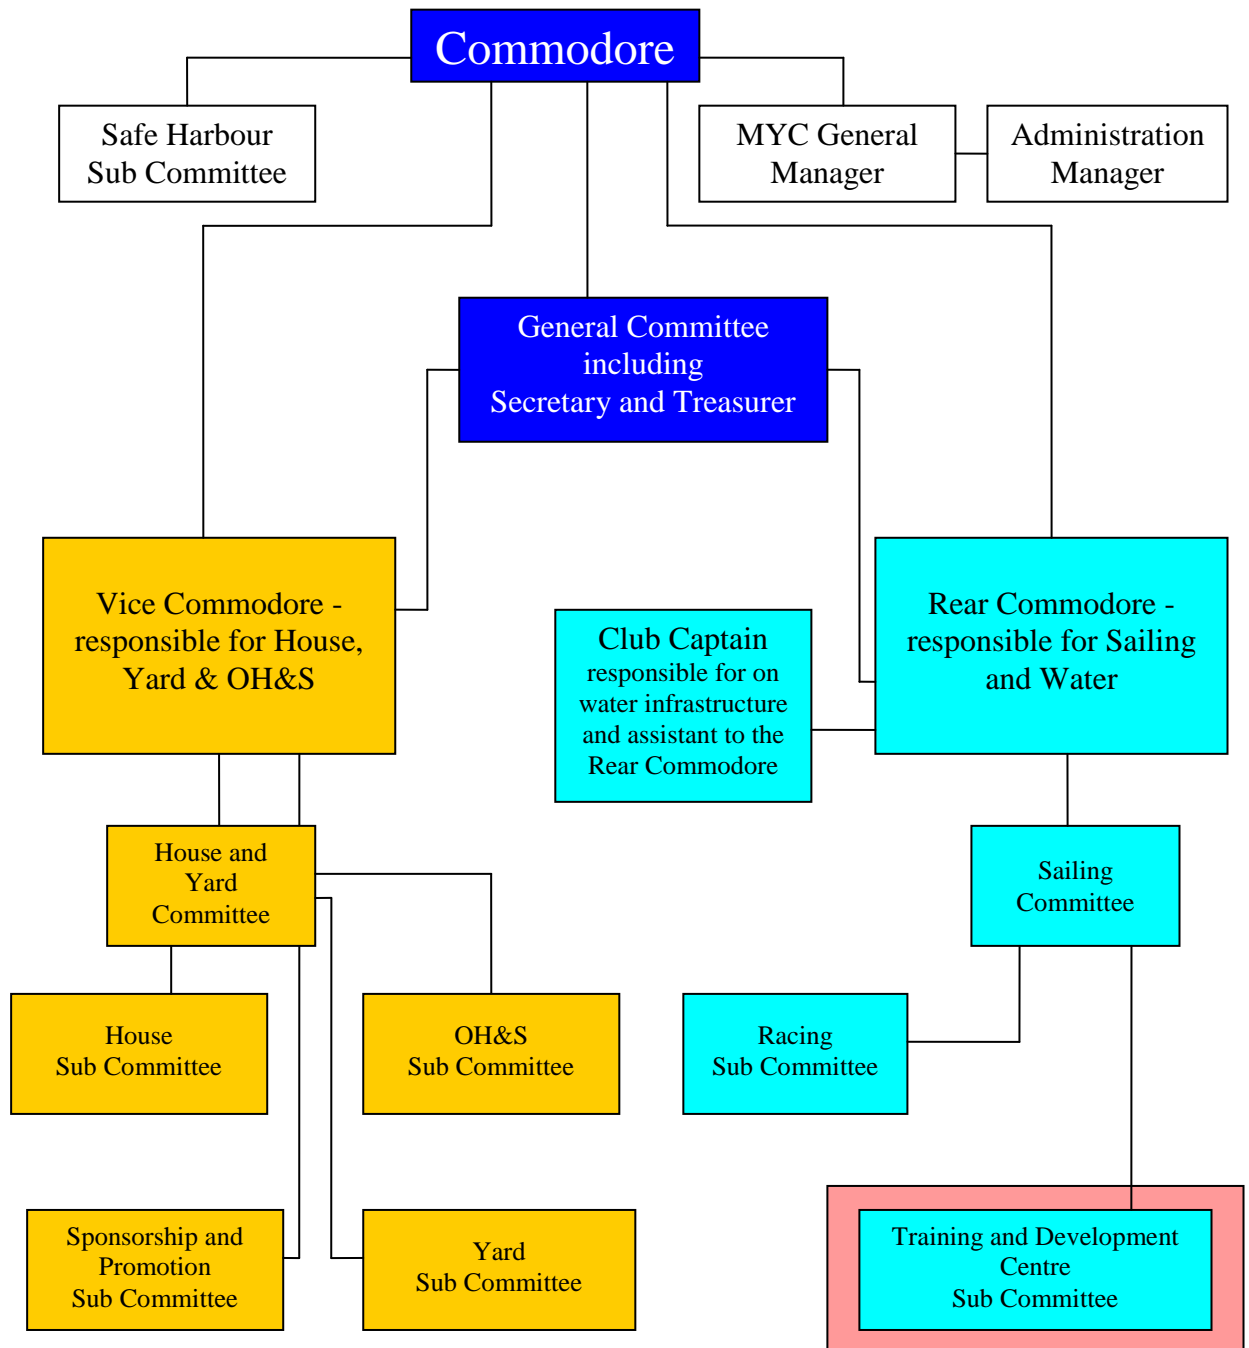 Commodore
Safe Harbour
Sub Committee
MYC General
Manager
Administration
Manager
General Committee
including
Secretary and Treasurer
Vice Commodore -
responsible for House,
Yard & OH&S
Club Captain
responsible for on
water infrastructure
and assistant to the
Rear Commodore
Rear Commodore -
responsible for Sailing
and Water
House and
Yard
Committee
Sailing
Committee
House
Sub Committee
OH&S
Sub Committee
Racing
Sub Committee
Sponsorship and
Promotion
Sub Committee
Yard
Sub Committee
Training and Development
Centre
Sub Committee